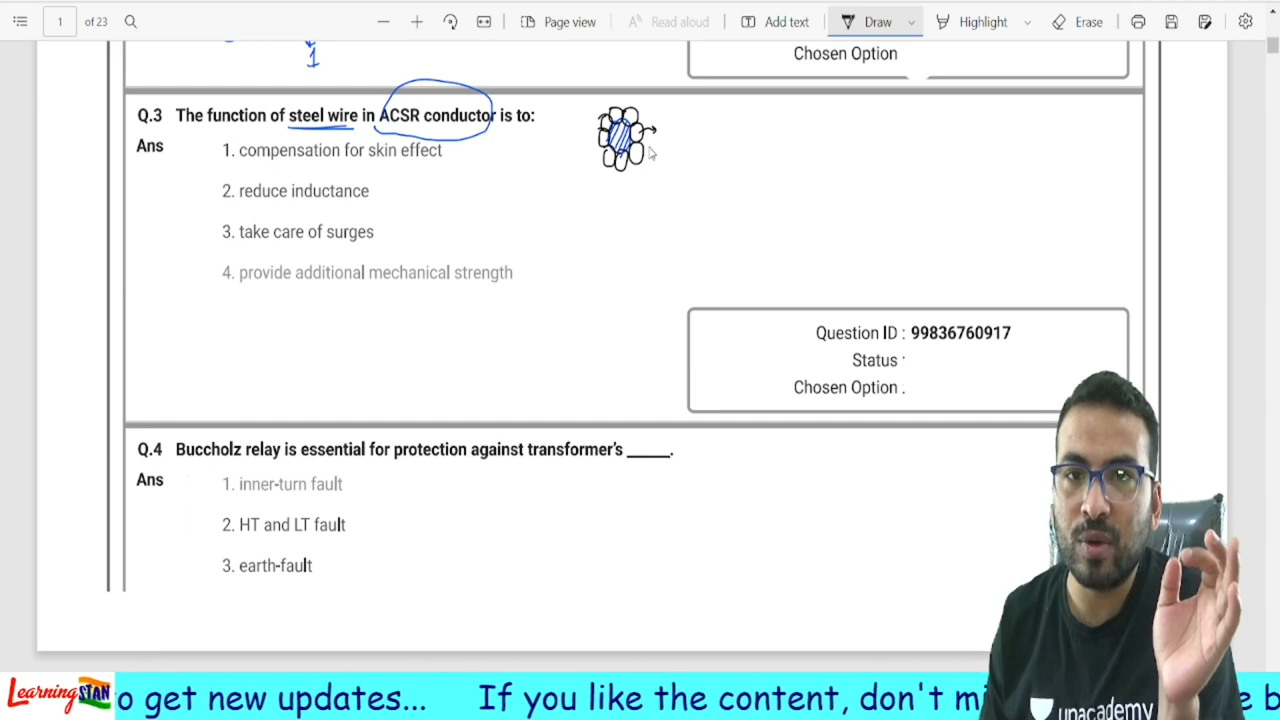 1
of 23
Page view
Read aloud
Add text
Draw
Highlight
Erase
1
Chosen Option
Q.3 The function of steel wire in ACSR conductor is to:
Ans
1. compensation for skin effect
2. reduce inductance
3. take care of surges
4. provide additional mechanical strength
Question ID : 99836760917
Status :
Chosen Option .
Q.4 Buccholz relay is essential for protection against transformer's _____.
Ans
1. inner-turn fault
2. HT and LT fault
3. earth-fault
Learning STAN
o get new updates... If you like the content, don't mi
e b
unacademy